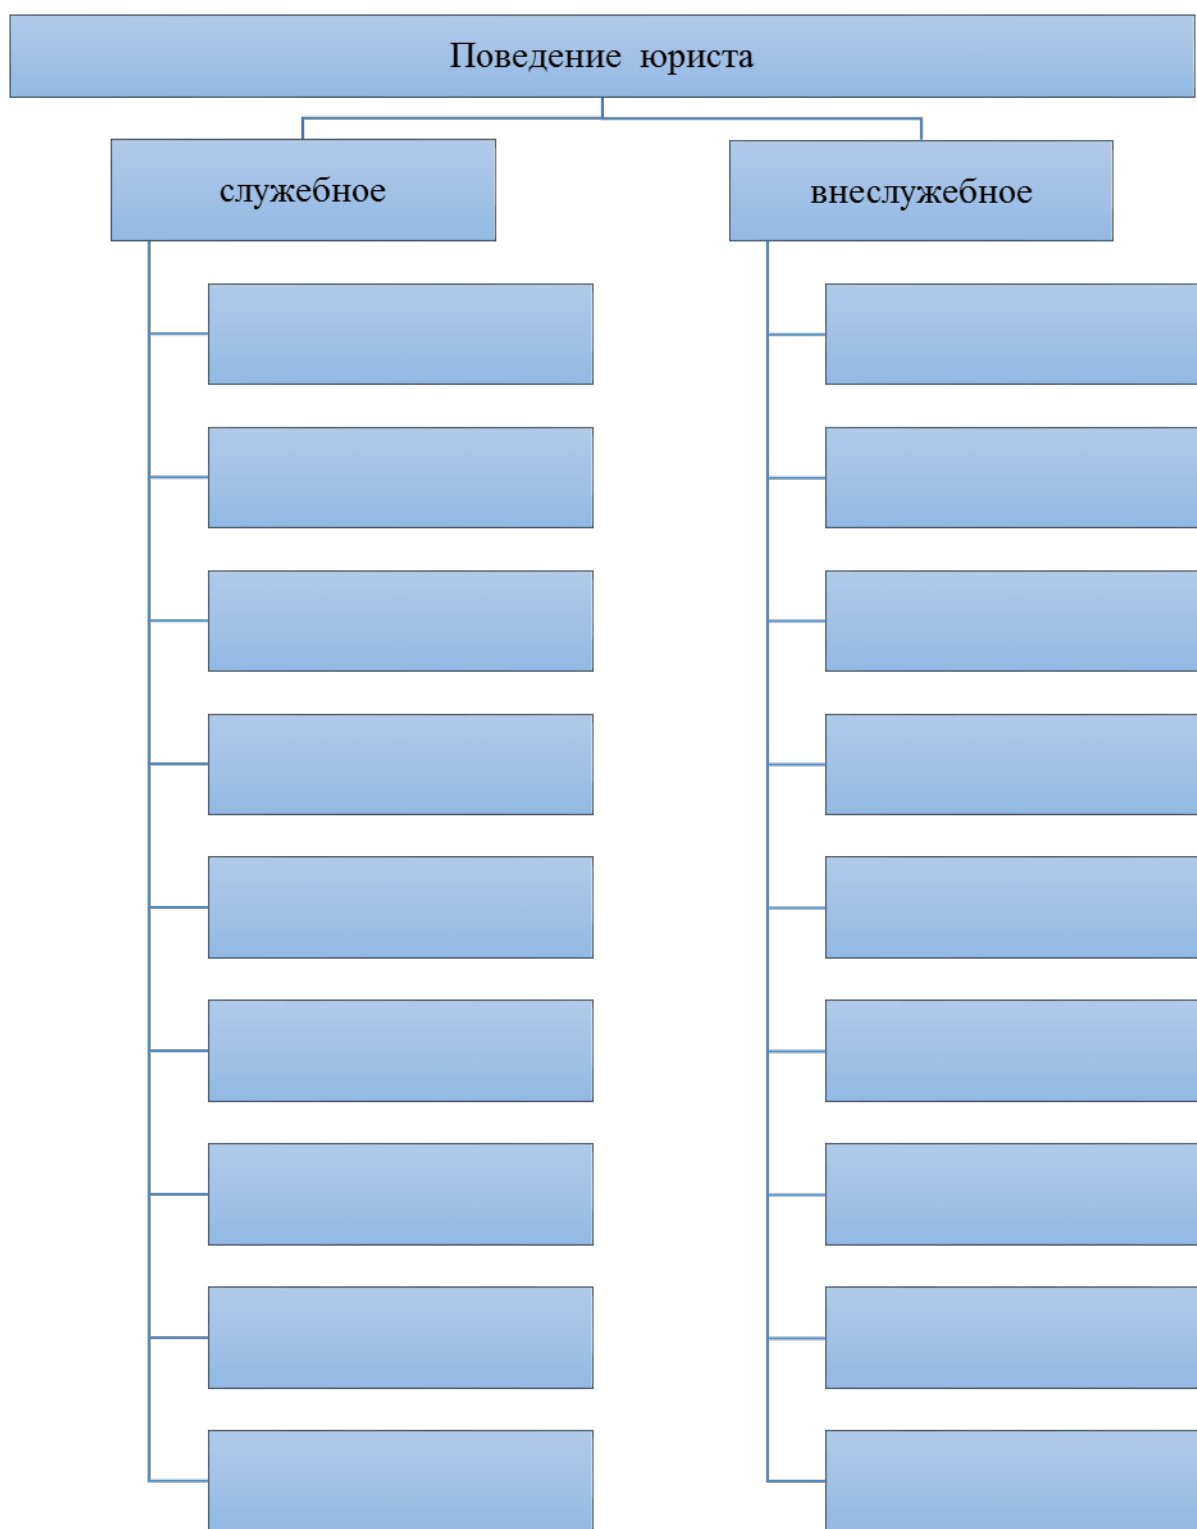 Поведение юриста
служебное
внеслужебное